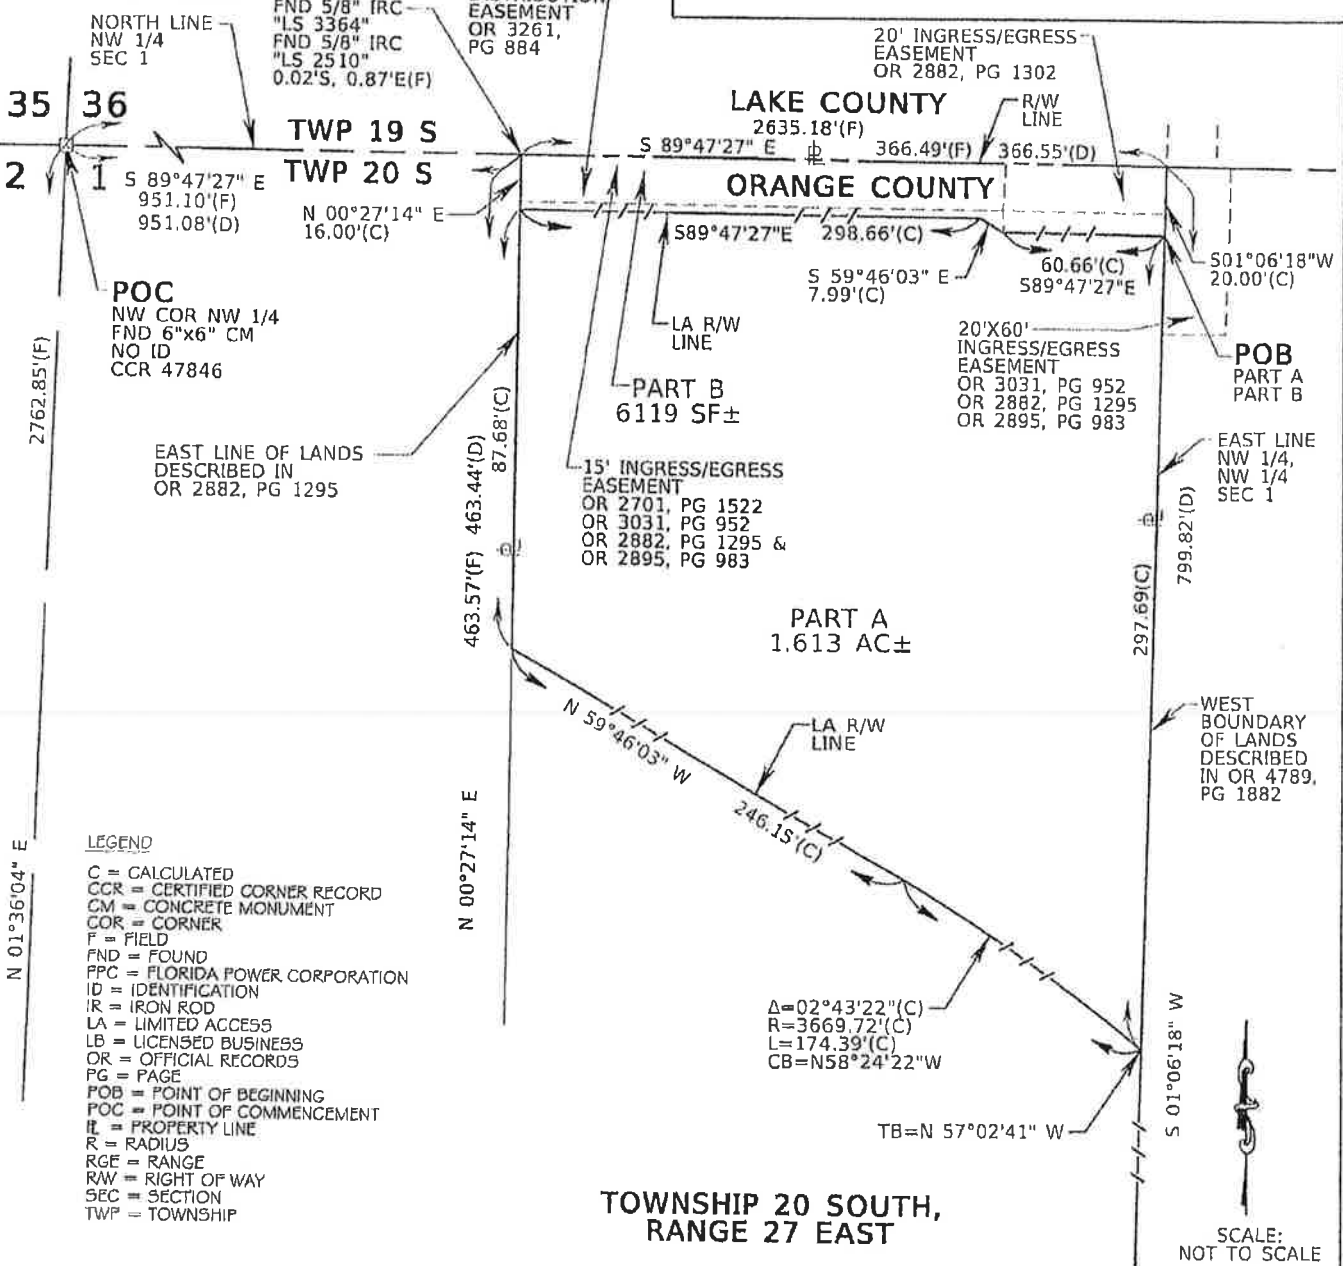 NORTH LINE
NW 1/4
SEC 1
FND 5/8" IRC
"LS 3364"
FND 5/8" IRC
"LS 2510"
0.02'S, 0.87'E(F)
EASEMENT
OR 3261,
PG 884
20' INGRESS/EGRESS
EASEMENT
OR 2882, PG 1302
35 36
2 1
TWP 19 S
TWP 20 S
LAKE COUNTY
2635.18'(F)
R/W
LINE
S 89°47'27" E
366.49'(F) 366.55'(D)
ORANGE COUNTY
S 89°47'27" E
951.10'(F)
951.08'(D)
N 00°27'14" E
16.00'(C)
S89°47'27"E 298.66'(C)
S 59°46'03" E
7.99'(C)
60.66'(C)
S89°47'27"E
S01°06'18"W
20.00'(C)
POC
NW COR NW 1/4
FND 6"x6" CM
NO ID
CCR 47846
LA R/W
LINE
20'X60'
INGRESS/EGRESS
EASEMENT
OR 3031, PG 952
OR 2882, PG 1295
OR 2895, PG 983
POB
PART A
PART B
PART B
6119 SF±
2762.85'(F)
87.68'(C)
463.57'(F) 463.44'(D)
EAST LINE OF LANDS
DESCRIBED IN
OR 2882, PG 1295
15' INGRESS/EGRESS
EASEMENT
OR 2701, PG 1522
OR 3031, PG 952
OR 2882, PG 1295 &
OR 2895, PG 983
EAST LINE
NW 1/4,
NW 1/4
SEC 1
799.82'(D)
297.69(C)
PART A
1.613 AC±
WEST
BOUNDARY
OF LANDS
DESCRIBED
IN OR 4789,
PG 1882
N 59°46'03" W
246.15'(C)
LA R/W
LINE
N 00°27'14" E
N 01°36'04" E
LEGEND
C = CALCULATED
CCR = CERTIFIED CORNER RECORD
CM = CONCRETE MONUMENT
COR = CORNER
F = FIELD
FND = FOUND
FPC = FLORIDA POWER CORPORATION
ID = IDENTIFICATION
IR = IRON ROD
LA = LIMITED ACCESS
LB = LICENSED BUSINESS
OR = OFFICIAL RECORDS
PG = PAGE
POB = POINT OF BEGINNING
POC = POINT OF COMMENCEMENT
PL = PROPERTY LINE
R = RADIUS
RGE = RANGE
R/W = RIGHT OF WAY
SEC = SECTION
TWP = TOWNSHIP
Δ=02°43'22"(C)
R=3669.72'(C)
L=174.39'(C)
CB=N58°24'22"W
TB=N 57°02'41" W
S 01°06'18" W
TOWNSHIP 20 SOUTH,
RANGE 27 EAST
SCALE:
NOT TO SCALE